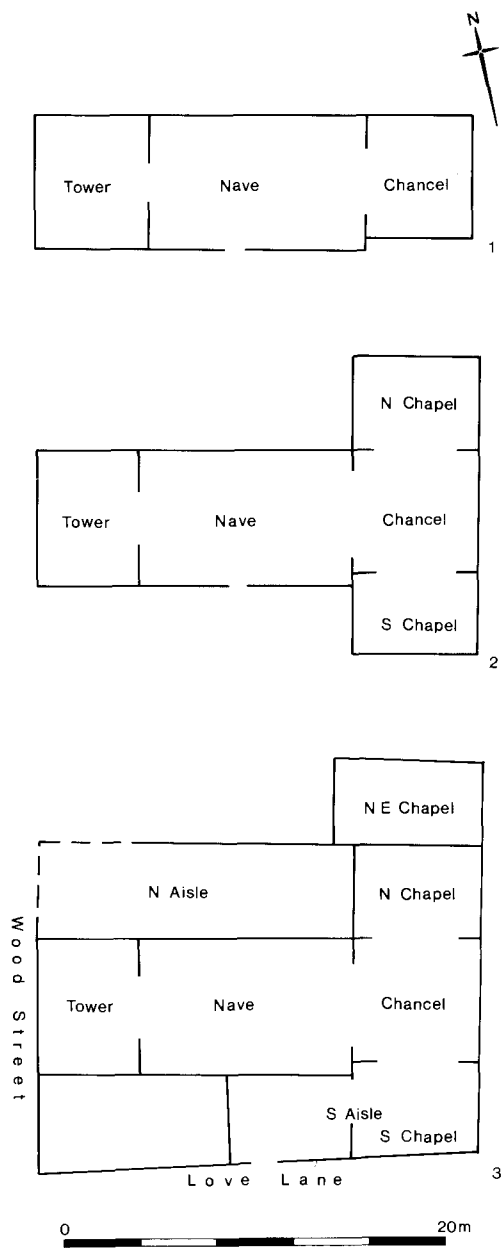 N
Tower Nave Chancel
1
N Chapel
Tower Nave Chancel
S Chapel
2
NE Chapel
N Aisle N Chapel
Wood Street
Tower Nave Chancel
S Aisle
S Chapel
Love Lane
3
0 20m